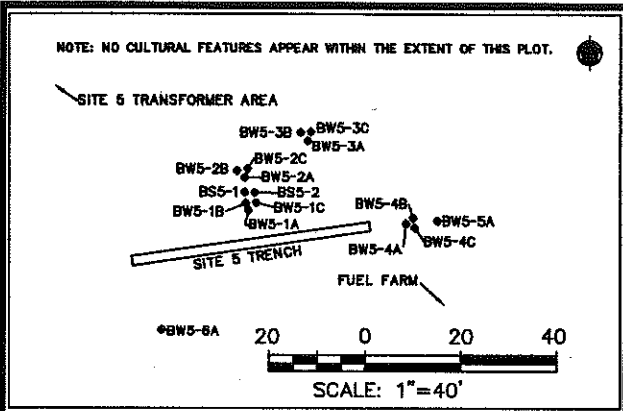 NOTE: NO CULTURAL FEATURES APPEAR WITHIN THE EXTENT OF THIS PLOT.
SITE 5 TRANSFORMER AREA
BW5-3B BW5-3C
BW5-3A
BW5-2C
BW5-2B BW5-2A
BS5-1 BS5-2
BW5-1B BW5-1C
BW5-1A
BW5-4B
BW5-5A
BW5-4A BW5-4C
SITE 5 TRENCH
FUEL FARM
BW5-6A
20 0 20 40
SCALE: 1"=40'